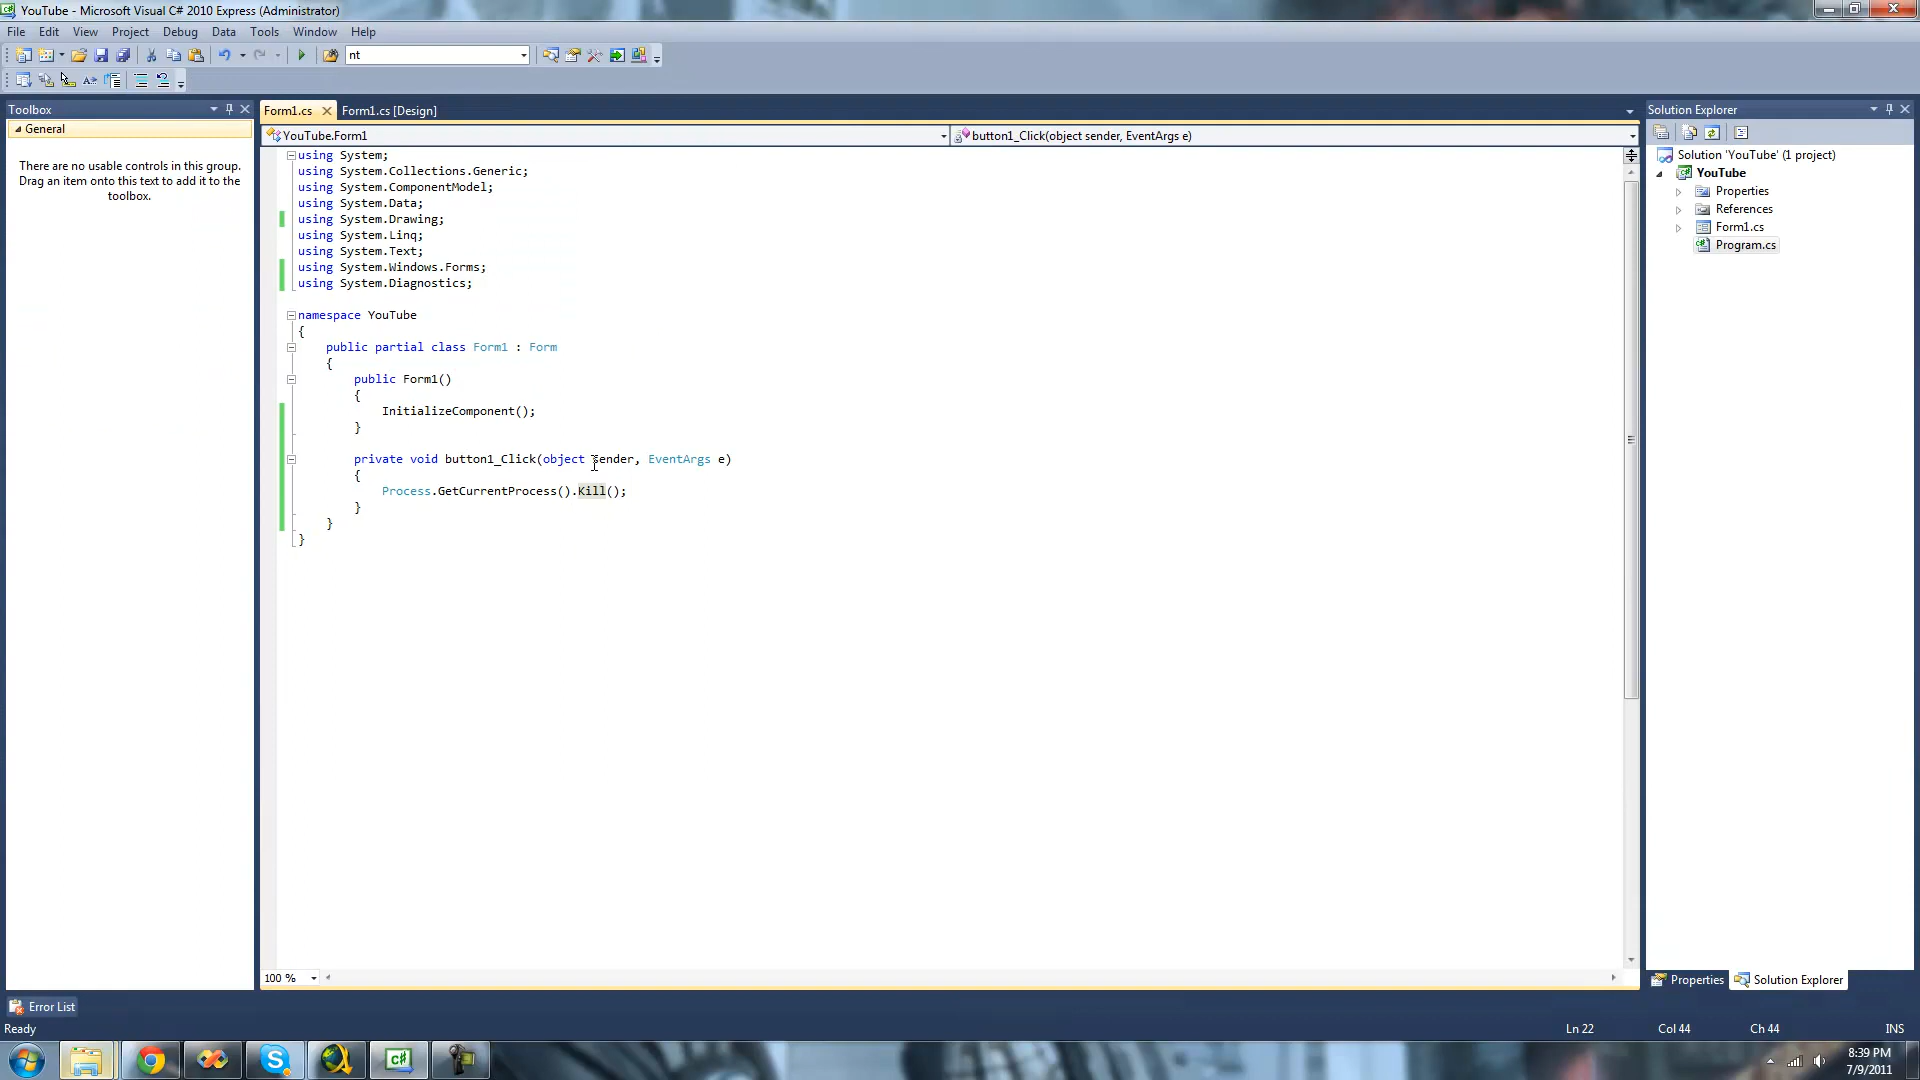 YouTube - Microsoft Visual C# 2010 Express (Administrator)
File Edit View Project Debug Data Tools Window Help
nt
Toolbox
General
There are no usable controls in this group.
Drag an item onto this text to add it to the
toolbox.
Form1.cs Form1.cs [Design]
YouTube.Form1 button1_Click(object sender, EventArgs e)
using System;
using System.Collections.Generic;
using System.ComponentModel;
using System.Data;
using System.Drawing;
using System.Linq;
using System.Text;
using System.Windows.Forms;
using System.Diagnostics;
namespace YouTube
{
public partial class Form1 : Form
{
public Form1()
{
InitializeComponent();
}
private void button1_Click(object sender, EventArgs e)
{
Process.GetCurrentProcess().Kill();
}
}
}
100 %
Solution Explorer
Solution 'YouTube' (1 project)
YouTube
Properties
References
Form1.cs
Program.cs
Properties Solution Explorer
Error List
Ready Ln 22 Col 44 Ch 44 INS
8:39 PM
7/9/2011